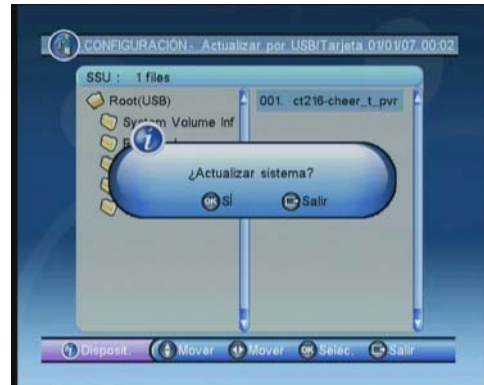 CONFIGURACIÓN - Actualizar por USB/Tarjeta 01/01/07 00:02
SSU : 1 files
Root(USB)
001. ct216-cheer_t_pvr
System Volume Inf
¿Actualizar sistema?
OK SÍ
Salir
Disposit. Mover Mover OK Selec. Salir